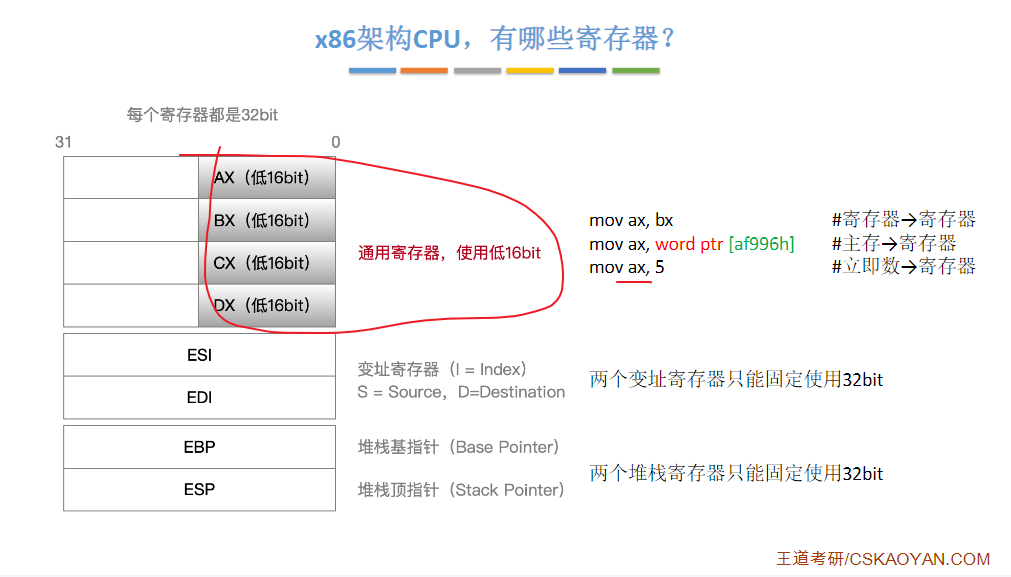 x86架构CPU，有哪些寄存器？
每个寄存器都是32bit
31 0
AX（低16bit）
BX（低16bit）
CX（低16bit）
DX（低16bit）
通用寄存器，使用低16bit
mov ax, bx #寄存器→寄存器
mov ax, word ptr [af996h] #主存→寄存器
mov ax, 5 #立即数→寄存器
ESI
EDI
变址寄存器（I = Index）
S = Source，D=Destination
两个变址寄存器只能固定使用32bit
EBP
ESP
堆栈基指针（Base Pointer）
堆栈顶指针（Stack Pointer）
两个堆栈寄存器只能固定使用32bit
王道考研/CSKAOYAN.COM